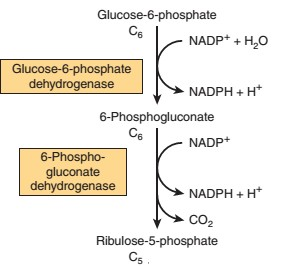 Glucose-6-phosphate
C₆
NADP⁺ + H₂O
Glucose-6-phosphate
dehydrogenase
NADPH + H⁺
6-Phosphogluconate
C₆
NADP⁺
6-Phospho-
gluconate
dehydrogenase
NADPH + H⁺
CO₂
Ribulose-5-phosphate
C₅